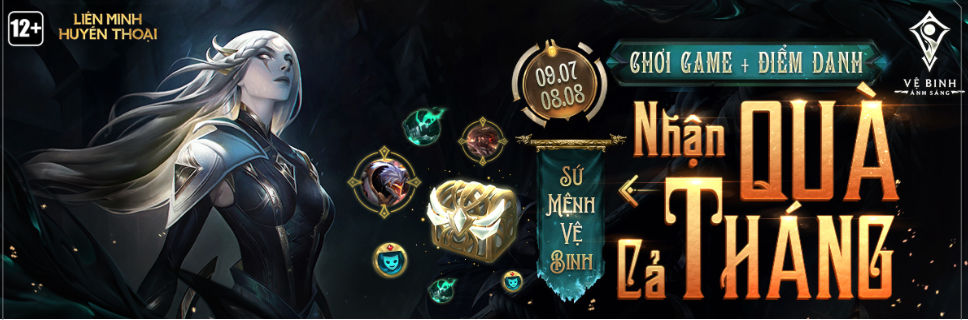 12+
LIÊN MINH
HUYỀN THOẠI
09.07
08.08
CHƠI GAME + ĐIỂM DANH
VỆ BINH
ÁNH SÁNG
NHẬN QUÀ
CẢ THÁNG
SỨ
MỆNH
VỆ
BINH